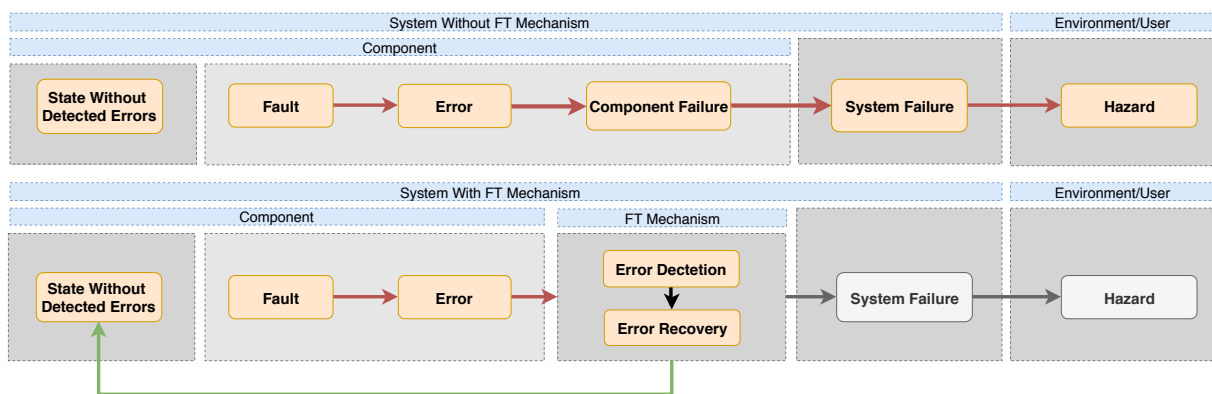 System Without FT Mechanism
Environment/User
Component
State Without
Detected Errors
Fault
Error
Component Failure
System Failure
Hazard
System With FT Mechanism
Environment/User
Component
FT Mechanism
State Without
Detected Errors
Fault
Error
Error Dectetion
Error Recovery
System Failure
Hazard